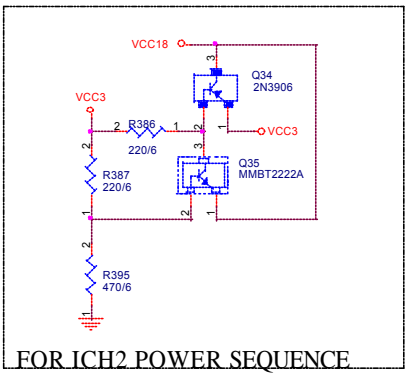 VCC18
3
Q34
2N3906
VCC3
2
R386
1
2
1
VCC3
220/6
3
2
R387
220/6
Q35
MMBT2222A
1
2
1
2
R395
470/6
1
FOR ICH2 POWER SEQUENCE